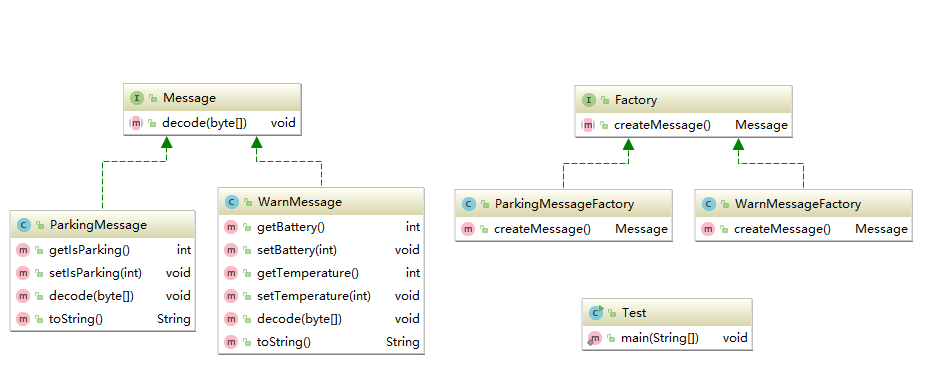 Message
decode(byte[]) void
Factory
createMessage() Message
ParkingMessage
getIsParking() int
setIsParking(int) void
decode(byte[]) void
toString() String
WarnMessage
getBattery() int
setBattery(int) void
getTemperature() int
setTemperature(int) void
decode(byte[]) void
toString() String
ParkingMessageFactory
createMessage() Message
WarnMessageFactory
createMessage() Message
Test
main(String[]) void